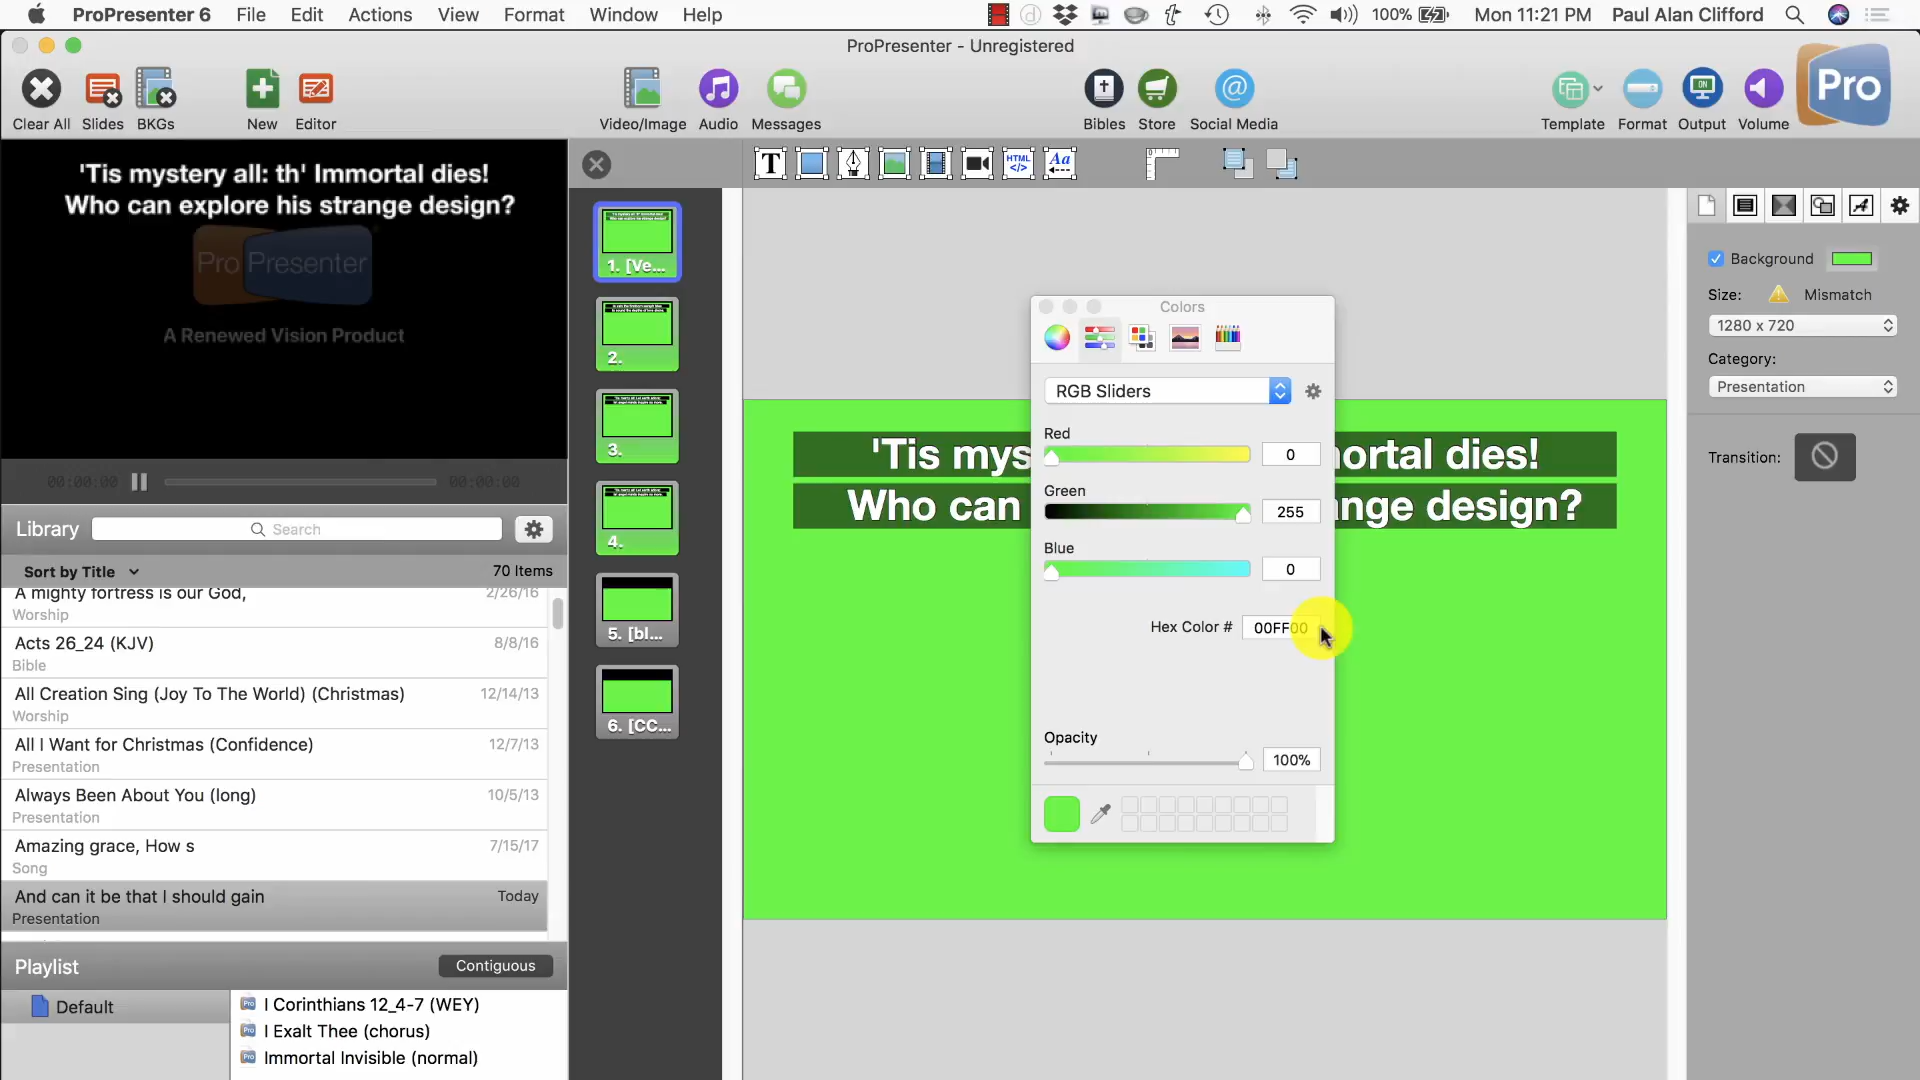 ProPresenter 6 File Edit Actions View Format Window Help 100% Mon 11:21 PM Paul Alan Clifford
ProPresenter - Unregistered
Clear All Slides BKGs New Editor Video/Image Audio Messages Bibles Store Social Media Template Format Output Volume
ON
Pro
'Tis mystery all: th' Immortal dies!
Who can explore his strange design?
ProPresenter
A Renewed Vision Product
00:00:00 00:00:00
T HTML </> Aa
Library Search
Sort by Title 70 Items
A mighty fortress is our God, 2/26/16
Worship
Acts 26_24 (KJV) 8/8/16
Bible
All Creation Sing (Joy To The World) (Christmas) 12/14/13
Worship
All I Want for Christmas (Confidence) 12/7/13
Presentation
Always Been About You (long) 10/5/13
Presentation
Amazing grace, How s 7/15/17
Song
And can it be that I should gain Today
Presentation
Playlist Contiguous
Default
I Corinthians 12_4-7 (WEY)
I Exalt Thee (chorus)
Immortal Invisible (normal)
1. [Ve...
2.
3.
4.
5. [bl...
6. [CC...
'Tis mys ortal dies!
Who can nge design?
Colors
RGB Sliders
Red
0
Green
255
Blue
0
Hex Color # 00FF00
Opacity
100%
Background
Size: Mismatch
1280 x 720
Category:
Presentation
Transition: